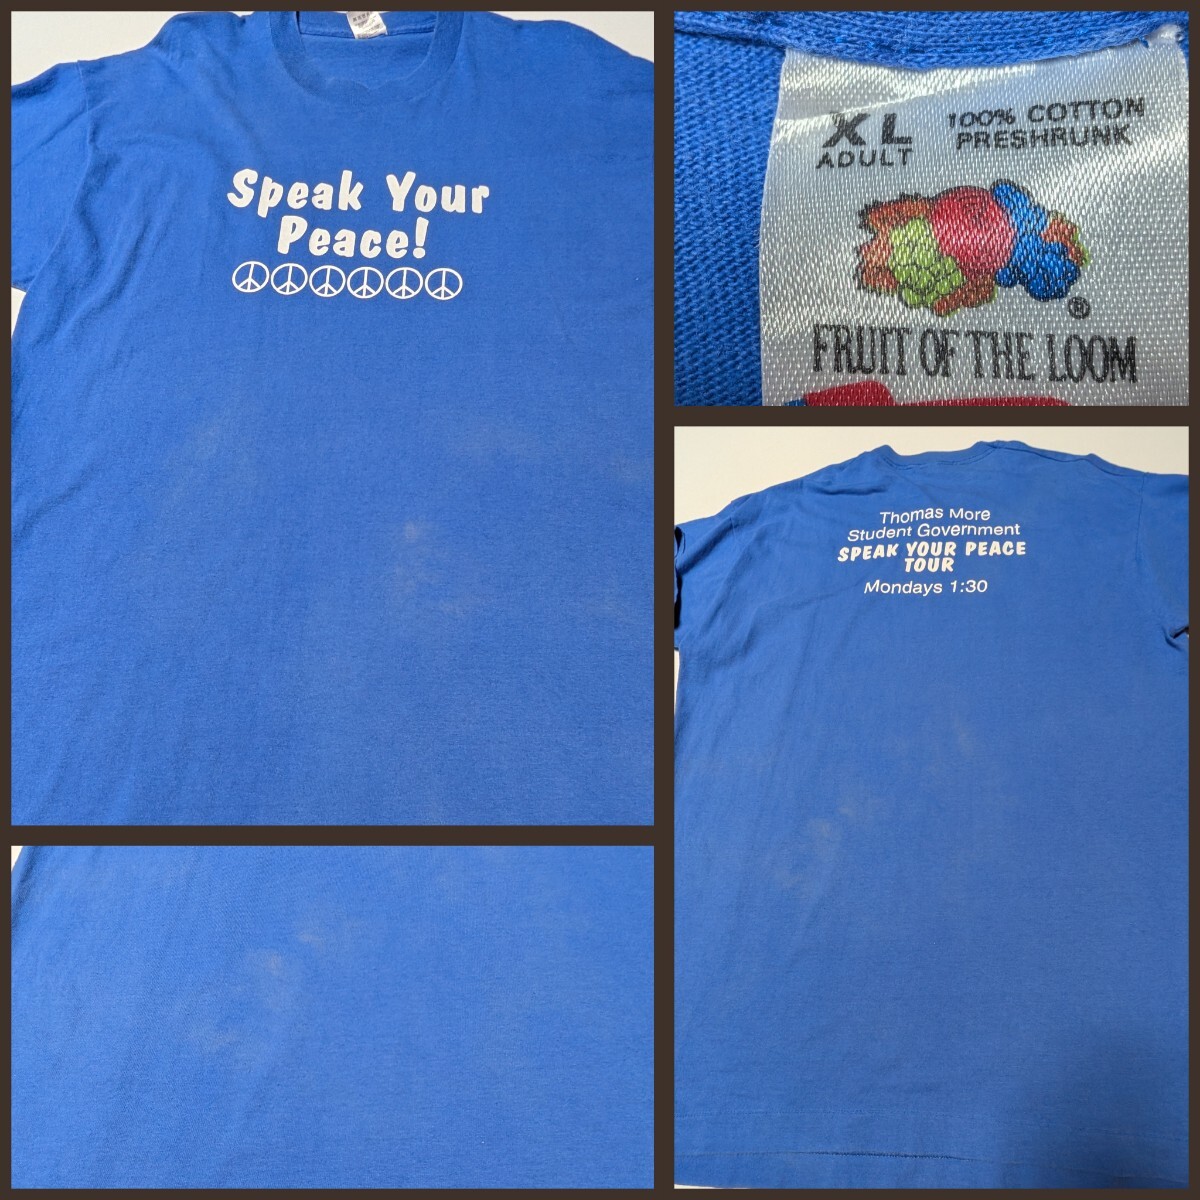 Speak Your
Peace!
XL
ADULT
100% COTTON
PRESHRUNK
®
FRUIT OF THE LOOM
Thomas More
Student Government
SPEAK YOUR PEACE
TOUR
Mondays 1:30